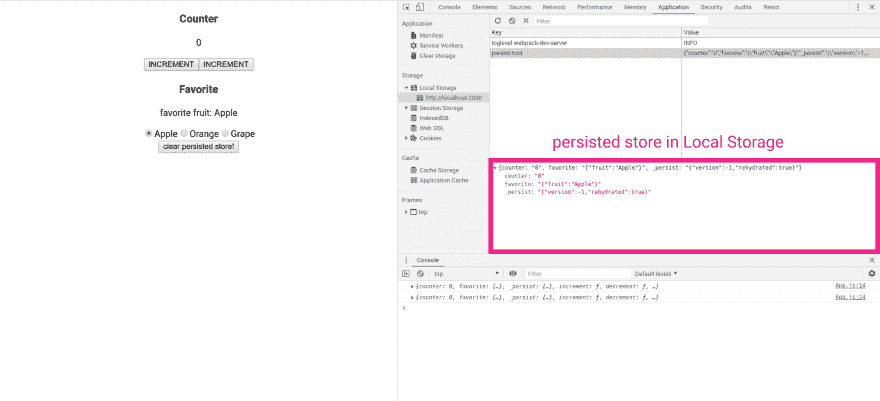 Counter
0
INCREMENT INCREMENT
Favorite
favorite fruit: Apple
Apple Orange Grape
clear persisted store!
Console Elements Sources Network Performance Memory Application Security Audits React
Application
Manifest
Service Workers
Clear storage
Storage
Local Storage
http://localhost:3000
Session Storage
IndexedDB
Web SQL
Cookies
Cache
Cache Storage
Application Cache
Frames
top
Filter
Key Value
loglevel:webpack-dev-server INFO
persist:root {"counter":"0","favorite":"{\"fruit\":\"Apple\"}","_persist":"{\"version\":-1,...
persisted store in Local Storage
{counter: "0", favorite: "{"fruit":"Apple"}", _persist: "{"version":-1,"rehydrated":true}"}
counter: "0"
favorite: "{"fruit":"Apple"}"
_persist: "{"version":-1,"rehydrated":true}"
Console
top Filter Default levels
{counter: 0, favorite: {…}, _persist: {…}, increment: ƒ, decrement: ƒ, …} App.js:14
{counter: 0, favorite: {…}, _persist: {…}, increment: ƒ, decrement: ƒ, …} App.js:14